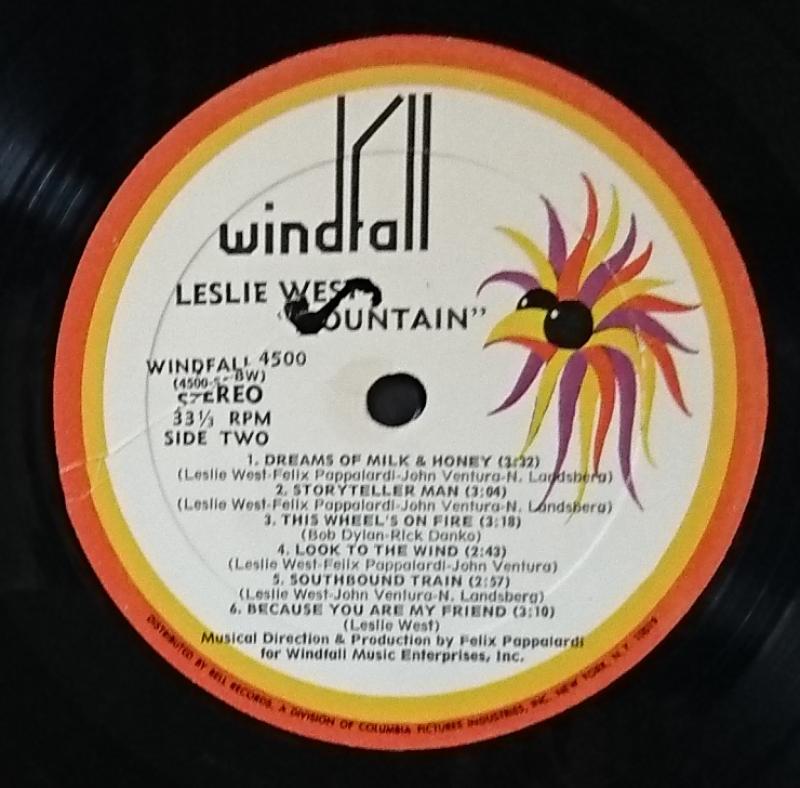 windfall
LESLIE WEST
OUNTAIN"
WINDFALL 4500
STEREO
33⅓ RPM
SIDE TWO
1. DREAMS OF MILK & HONEY (3:32)
(Leslie West-Felix Pappalardi-John Ventura-N. Landsberg)
2. STORYTELLER MAN (3:04)
(Leslie West-Felix Pappalardi-John Ventura-N. Landsberg)
3. THIS WHEEL'S ON FIRE (3:18)
(Bob Dylan-Rick Danko)
4. LOOK TO THE WIND (2:43)
(Leslie West-Felix Pappalardi-John Ventura)
5. SOUTHBOUND TRAIN (2:57)
(Leslie West-John Ventura-N. Landsberg)
6. BECAUSE YOU ARE MY FRIEND (3:10)
(Leslie West)
Musical Direction & Production by Felix Pappalardi
for Windfall Music Enterprises, Inc.
DISTRIBUTED BY BELL RECORDS, A DIVISION OF COLUMBIA PICTURES INDUSTRIES, INC. NEW YORK, N.Y. 10019